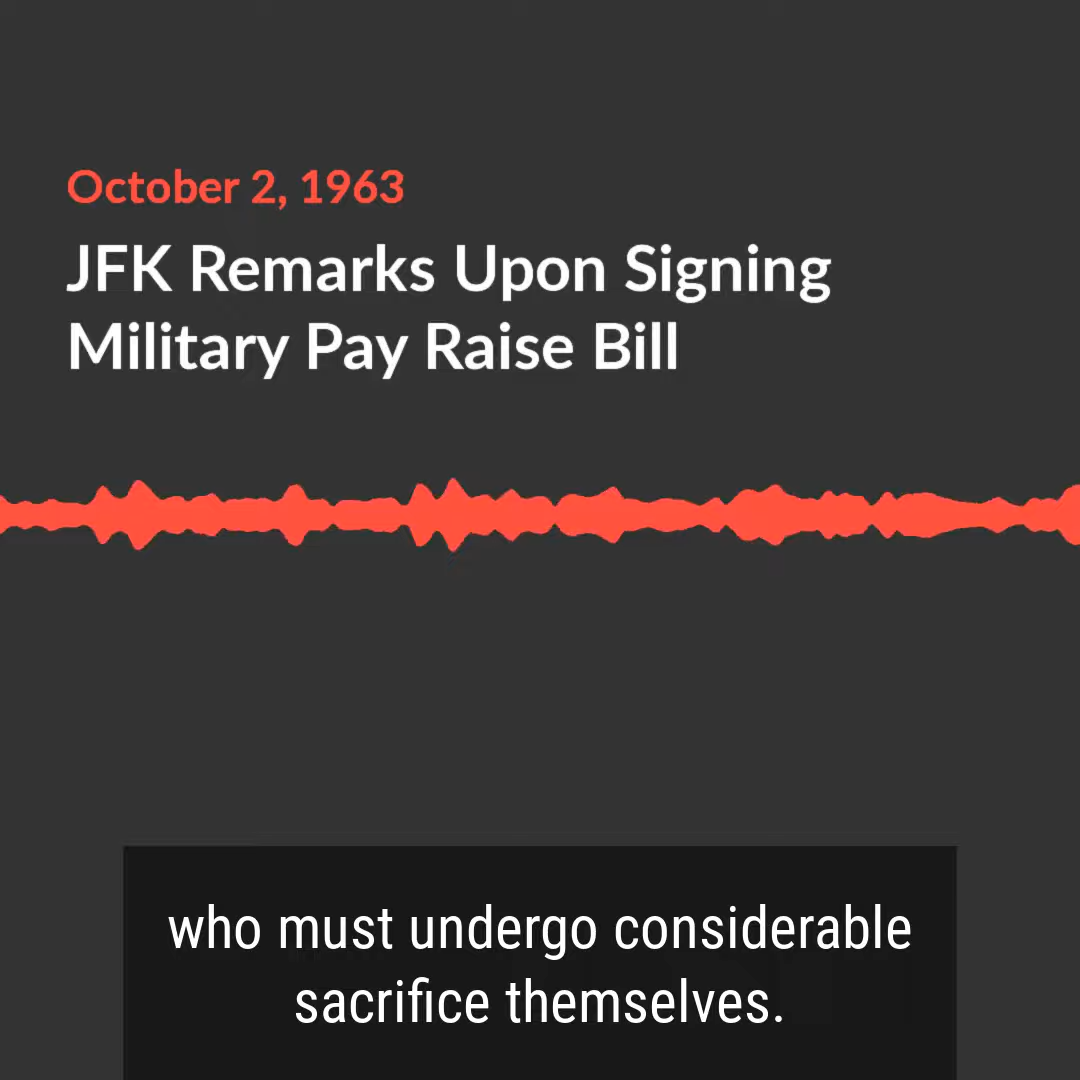 October 2, 1963
JFK Remarks Upon Signing
Military Pay Raise Bill
who must undergo considerable
sacrifice themselves.